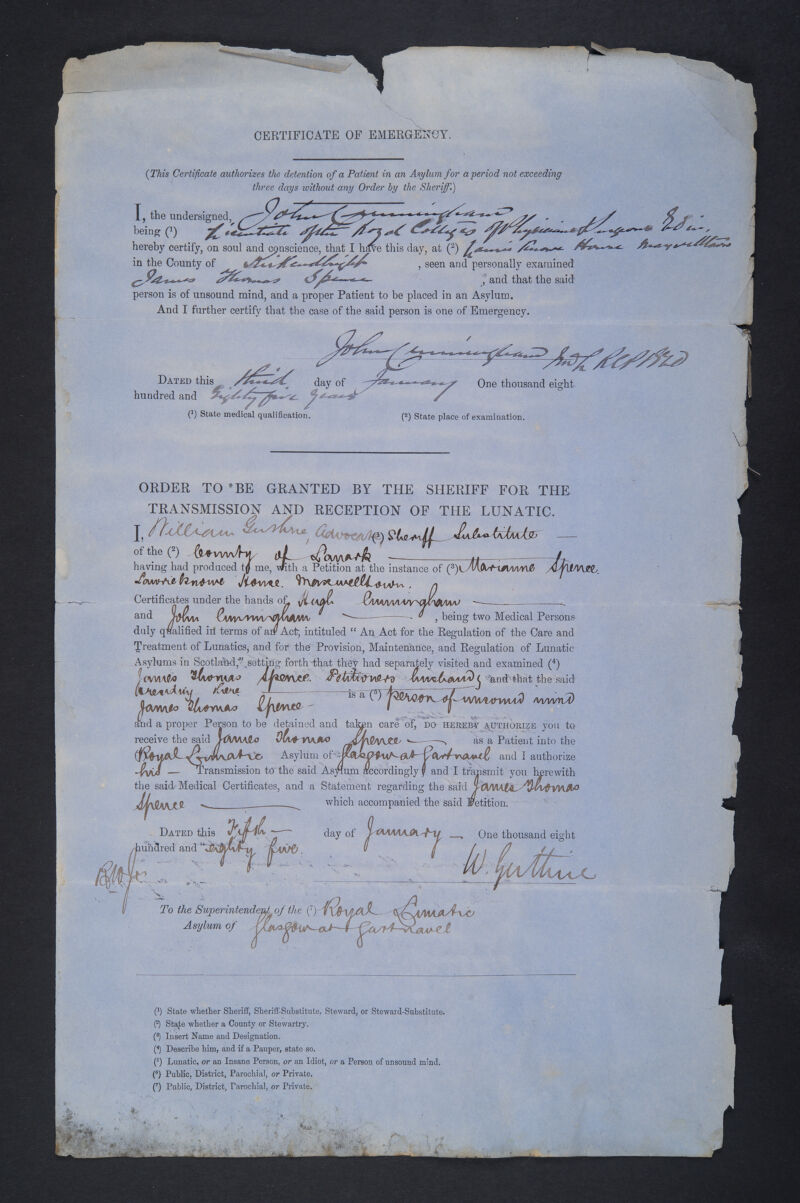 CERTIFICATE OF EMERGENCY.
(This Certificate authorizes the detention of a Patient in an Asylum for a period not exceeding
three days without any Order by the Sheriff.)
I, the undersigned, John Cunningham
being (1) Licentiate of the Royal Colleges of Physicians & Surgeons Edin.
hereby certify, on soul and conscience, that I have this day, at (2) Knowe House Maxwelltown
in the County of Kirkcudbright, seen and personally examined
James Thomas Spence, and that the said
person is of unsound mind, and a proper Patient to be placed in an Asylum.
And I further certify that the case of the said person is one of Emergency.
John Cunningham
DATED this third day of January One thousand eight
hundred and Eighty five years
(1) State medical qualification. (2) State place of examination.
ORDER TO BE GRANTED BY THE SHERIFF FOR THE
TRANSMISSION AND RECEPTION OF THE LUNATIC.
I, William Guthrie, Advocate (1) Sheriff Substitute
of the (2) County of Lanark
having had produced to me, with a Petition at the instance of (3) Marianne Spence.
Lawrieknowe House. Maxwelltown.
Certificates under the hands of Hugh Cunningham
and John Cunningham, being two Medical Persons
duly qualified in terms of an Act, intituled “ An Act for the Regulation of the Care and
Treatment of Lunatics, and for the Provision, Maintenance, and Regulation of Lunatic
Asylums in Scotland,” setting forth that they had separately visited and examined (4)
James Thomas Spence. Petitioners husband and that the said
(residing there
James Thomas Spence is a (5) person of unsound mind
and a proper Person to be detained and taken care of, DO HEREBY AUTHORIZE you to
receive the said James Thomas Spence as a Patient into the
Royal Lunatic Asylum of Glasgow at Gartnavel and I authorize
his Transmission to the said Asylum accordingly; and I transmit you herewith
the said Medical Certificates, and a Statement regarding the said James Thomas
Spence which accompanied the said Petition.
DATED this Fifth day of January One thousand eight
hundred and eighty five.
W. Guthrie
To the Superintendent of the (7) Royal Lunatic
Asylum of Glasgow at Gartnavel
(1) State whether Sheriff, Sheriff-Substitute, Steward, or Steward-Substitute.
(2) State whether a County or Stewartry.
(3) Insert Name and Designation.
(4) Describe him, and if a Pauper, state so.
(5) Lunatic, or an Insane Person, or an Idiot, or a Person of unsound mind.
(6) Public, District, Parochial, or Private.
(7) Public, District, Parochial, or Private.